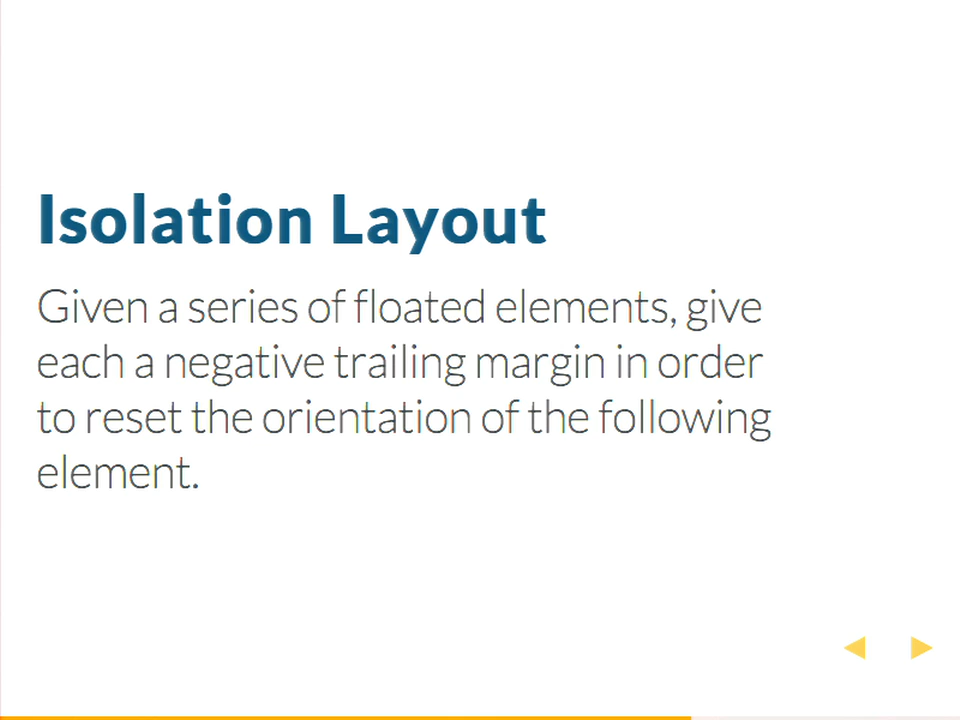 Isolation Layout
Given a series of floated elements, give
each a negative trailing margin in order
to reset the orientation of the following
element.